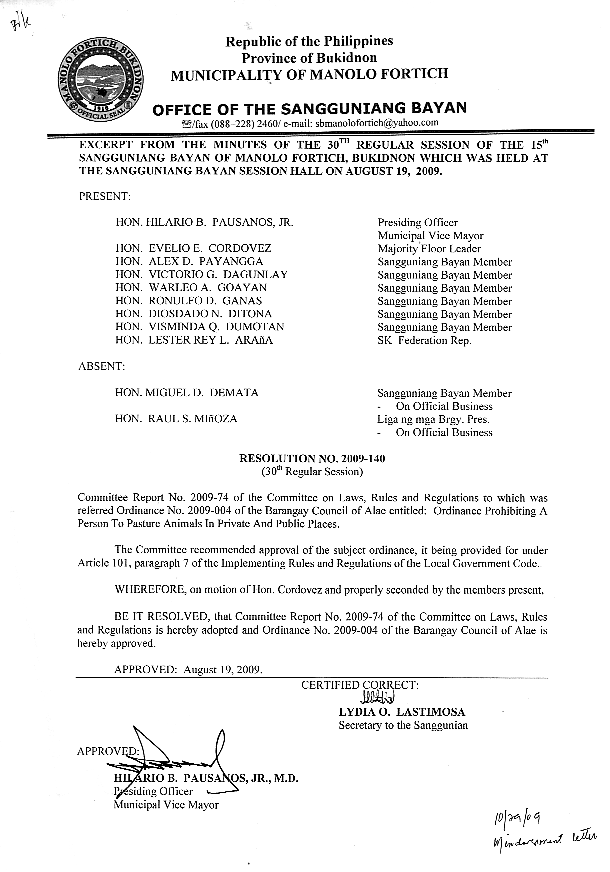 Republic of the Philippines
Province of Bukidnon
MUNICIPALITY OF MANOLO FORTICH
MANOLO FORTICH, BUKIDNON
OFFICIAL SEAL
OFFICE OF THE SANGGUNIANG BAYAN
/fax (088-228) 2460/ e-mail: sbmanolofortich@yahoo.com
EXCERPT FROM THE MINUTES OF THE 30TH REGULAR SESSION OF THE 15th
SANGGUNIANG BAYAN OF MANOLO FORTICH, BUKIDNON WHICH WAS HELD AT
THE SANGGUNIANG BAYAN SESSION HALL ON AUGUST 19, 2009.
PRESENT:
HON. HILARIO B. PAUSANOS, JR. Presiding Officer
Municipal Vice Mayor
HON. EVELIO E. CORDOVEZ Majority Floor Leader
HON. ALEX D. PAYANGGA Sangguniang Bayan Member
HON. VICTORIO G. DAGUNLAY Sangguniang Bayan Member
HON. WARLEO A. GOAYAN Sangguniang Bayan Member
HON. RONULFO D. GANAS Sangguniang Bayan Member
HON. DIOSDADO N. DITONA Sangguniang Bayan Member
HON. VISMINDA Q. DUMOTAN Sangguniang Bayan Member
HON. LESTER REY L. ARAñA SK Federation Rep.
ABSENT:
HON. MIGUEL D. DEMATA Sangguniang Bayan Member
- On Official Business
HON. RAUL S. MIñOZA Liga ng mga Brgy. Pres.
- On Official Business
RESOLUTION NO. 2009-140
(30th Regular Session)
Committee Report No. 2009-74 of the Committee on Laws, Rules and Regulations to which was
referred Ordinance No. 2009-004 of the Barangay Council of Alae entitled: Ordinance Prohibiting A
Person To Pasture Animals In Private And Public Places.
The Committee recommended approval of the subject ordinance, it being provided for under
Article 101, paragraph 7 of the Implementing Rules and Regulations of the Local Government Code.
WHEREFORE, on motion of Hon. Cordovez and properly seconded by the members present.
BE IT RESOLVED, that Committee Report No. 2009-74 of the Committee on Laws, Rules
and Regulations is hereby adopted and Ordinance No. 2009-004 of the Barangay Council of Alae is
hereby approved.
APPROVED: August 19, 2009.
CERTIFIED CORRECT:
LYDIA O. LASTIMOSA
Secretary to the Sanggunian
APPROVED:
HILARIO B. PAUSANOS, JR., M.D.
Presiding Officer
Municipal Vice Mayor
10/29/09
letter